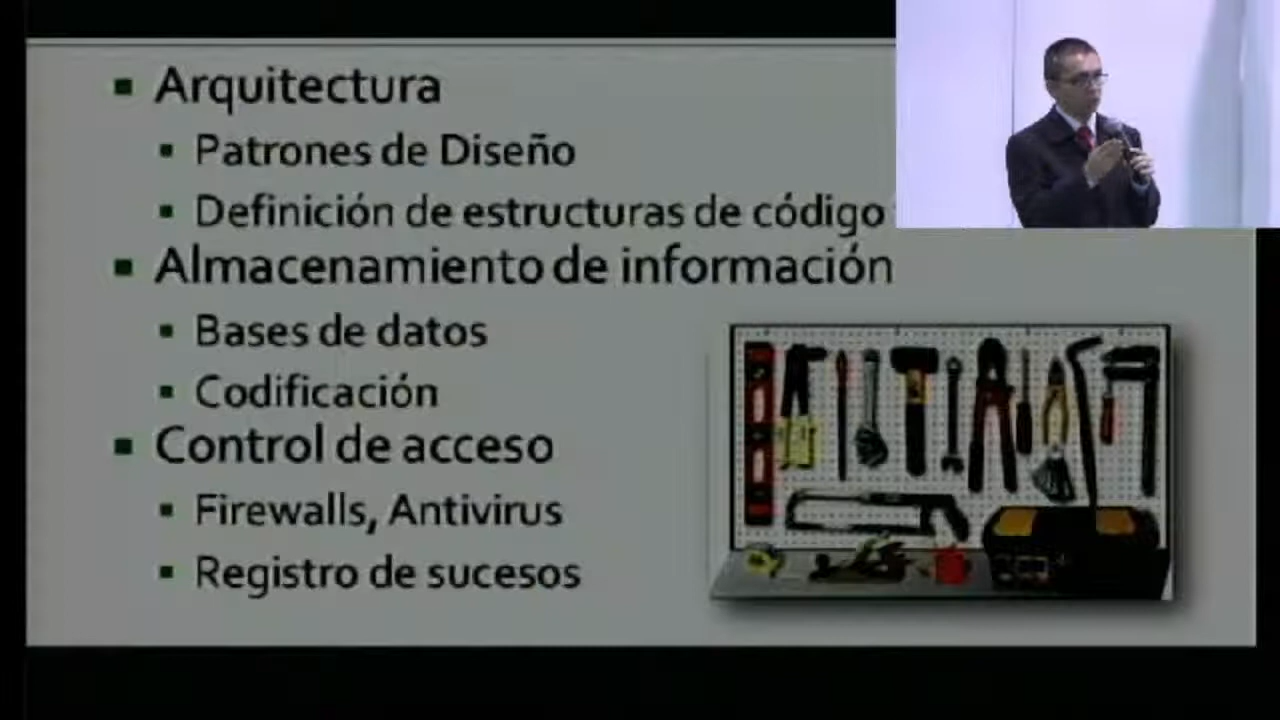 Arquitectura
Patrones de Diseño
Definición de estructuras de código
Almacenamiento de información
Bases de datos
Codificación
Control de acceso
Firewalls, Antivirus
Registro de sucesos